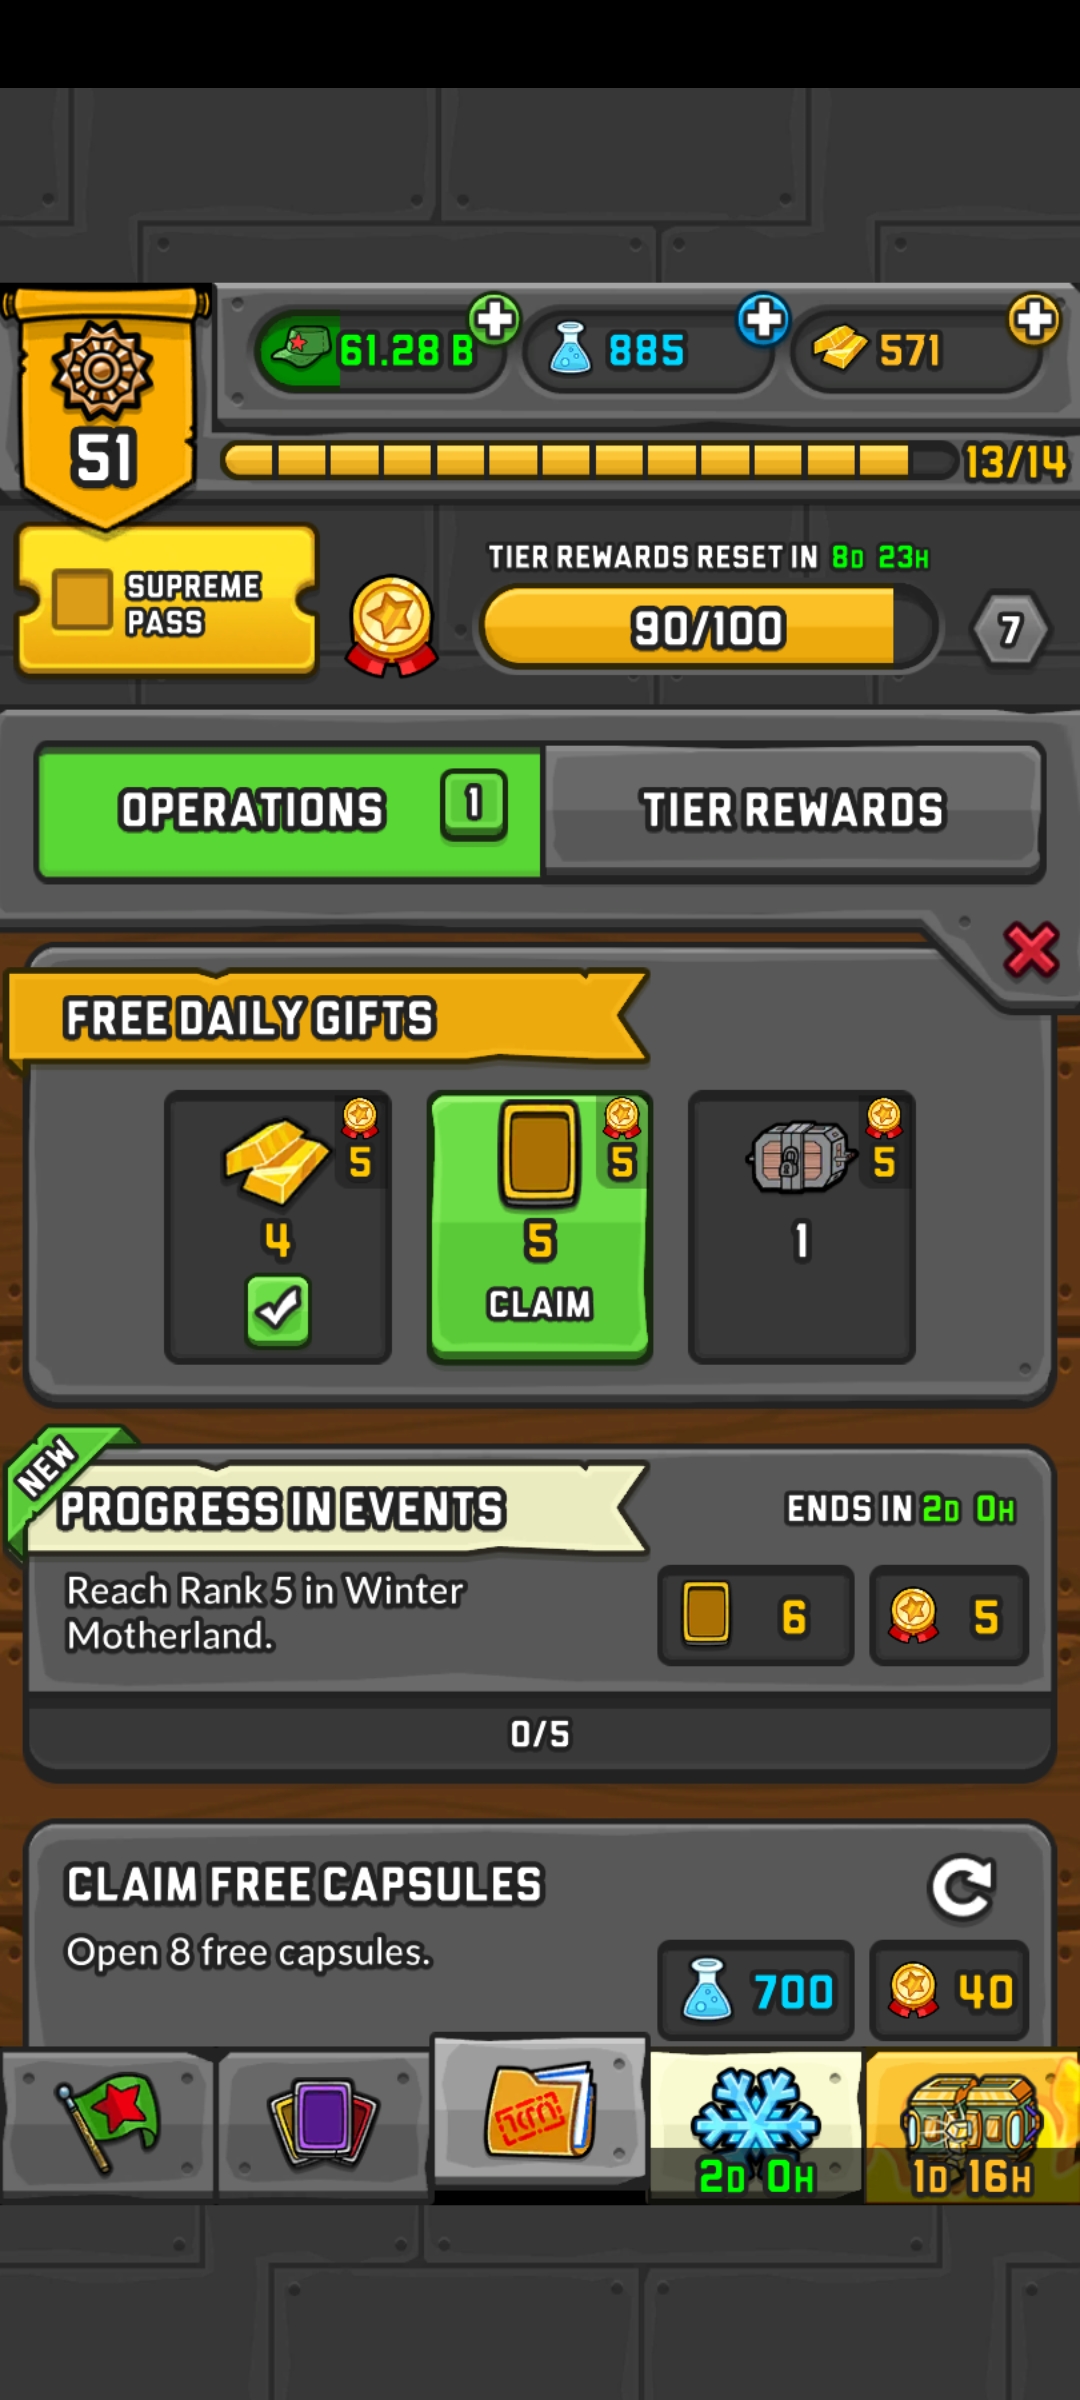 51
61.28 B
885
571
13/14
SUPREME
PASS
TIER REWARDS RESET IN 8D 23H
90/100
7
OPERATIONS 1
TIER REWARDS
FREE DAILY GIFTS
5
4
5
5
CLAIM
5
1
NEW
PROGRESS IN EVENTS
ENDS IN 2D 0H
Reach Rank 5 in Winter
Motherland.
6
5
0/5
CLAIM FREE CAPSULES
Open 8 free capsules.
700
40
2D 0H
1D 16H